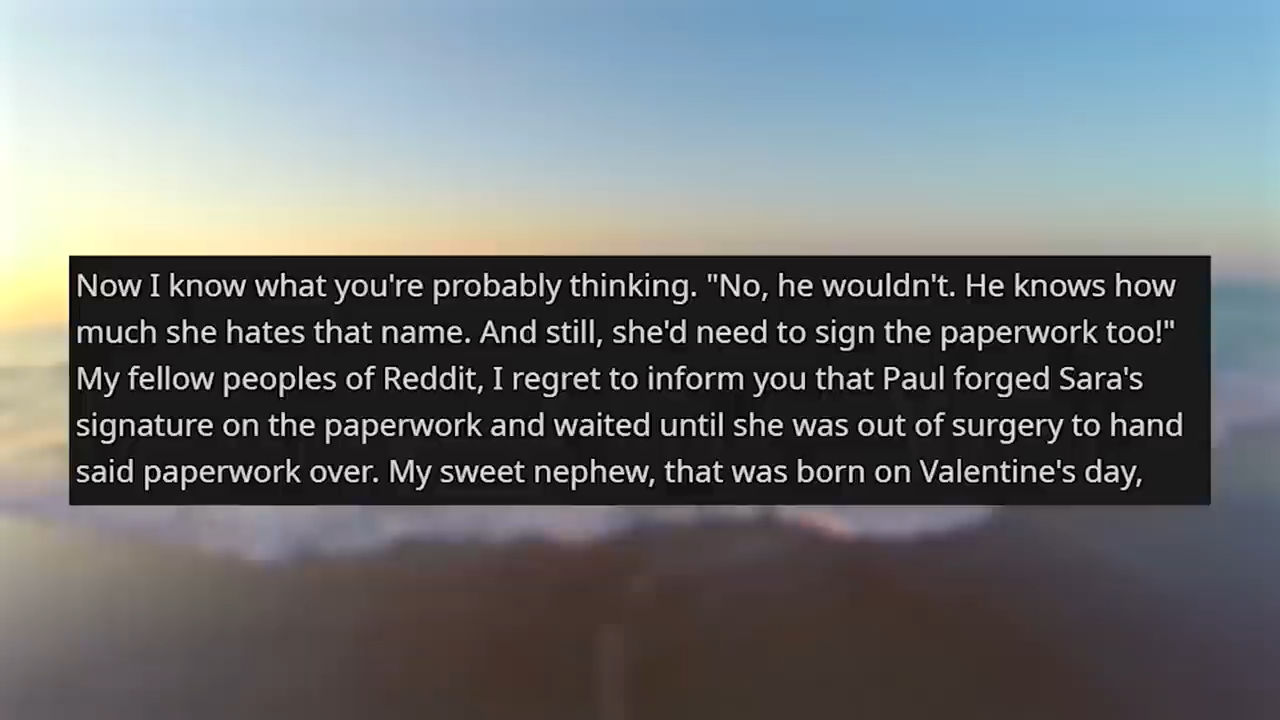 Now I know what you're probably thinking. "No, he wouldn't. He knows how
much she hates that name. And still, she'd need to sign the paperwork too!"
My fellow peoples of Reddit, I regret to inform you that Paul forged Sara's
signature on the paperwork and waited until she was out of surgery to hand
said paperwork over. My sweet nephew, that was born on Valentine's day,